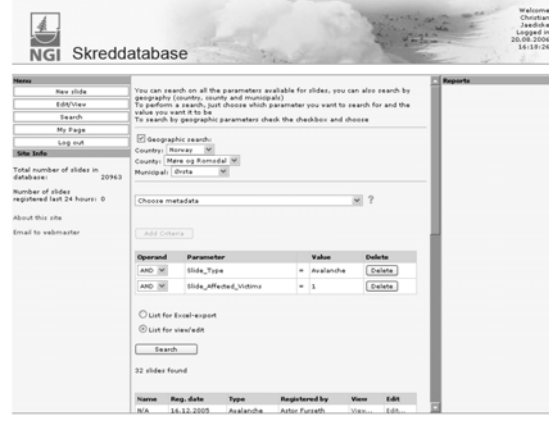 NGI
Skreddatabase
Welcome
Christian
Jaedicke
Logged in
20.08.2006
16:18:26
Menu
New slide
Edit/View
Search
My Page
Log out
Site Info
Total number of slides in
database: 20963
Number of slides
registered last 24 hours: 0
About this site
Email to webmaster
You can search on all the parameters avaliable for slides, you can also search by
geography (country, county and municipals)
To perform a search, just choose which parameter you want to search for and the
value you want it to be
To search by geographic parameters check the checkbox and choose
Geographic search:
Country: Norway
County: Møre og Romsdal
Municipal: Ørsta
Choose metadata ?
Add Criteria
Operand Parameter Value Delete
AND Slide_Type = Avalanche Delete
AND Slide_Affected_Victims = 1 Delete
List for Excel-export
List for view/edit
Search
32 slides found
Name Reg. date Type Registered by View Edit
N/A 16.12.2005 Avalanche Astor Furseth View... Edit...
Reports